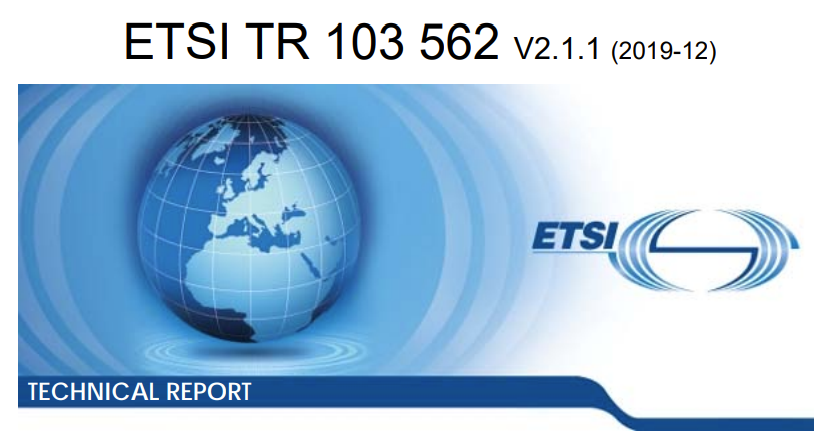 ETSI TR 103 562 V2.1.1 (2019-12)
ETSI
TECHNICAL REPORT